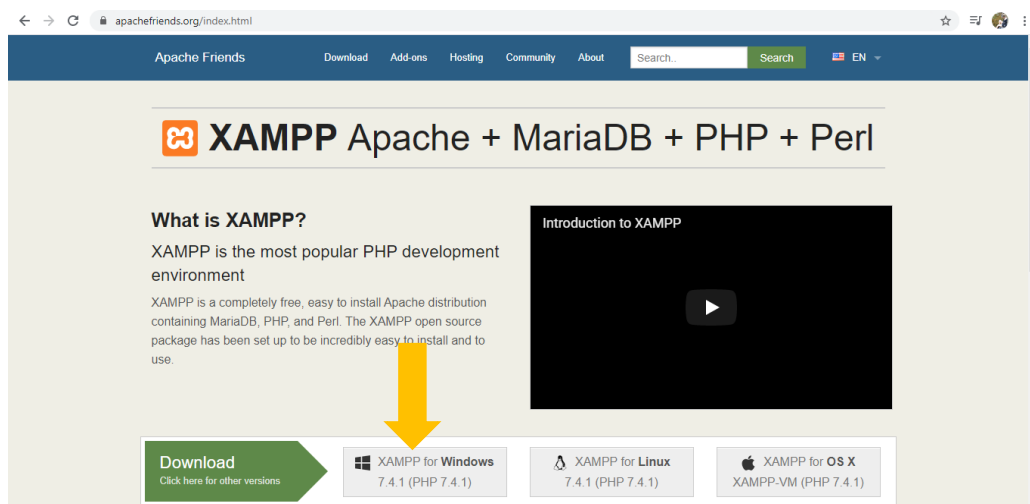 apachefriends.org/index.html
Apache Friends Download Add-ons Hosting Community About Search.. Search EN
XAMPP Apache + MariaDB + PHP + Perl
What is XAMPP?
XAMPP is the most popular PHP development
environment
XAMPP is a completely free, easy to install Apache distribution
containing MariaDB, PHP, and Perl. The XAMPP open source
package has been set up to be incredibly easy to install and to
use.
Introduction to XAMPP
Download
Click here for other versions
XAMPP for Windows
7.4.1 (PHP 7.4.1)
XAMPP for Linux
7.4.1 (PHP 7.4.1)
XAMPP for OS X
XAMPP-VM (PHP 7.4.1)